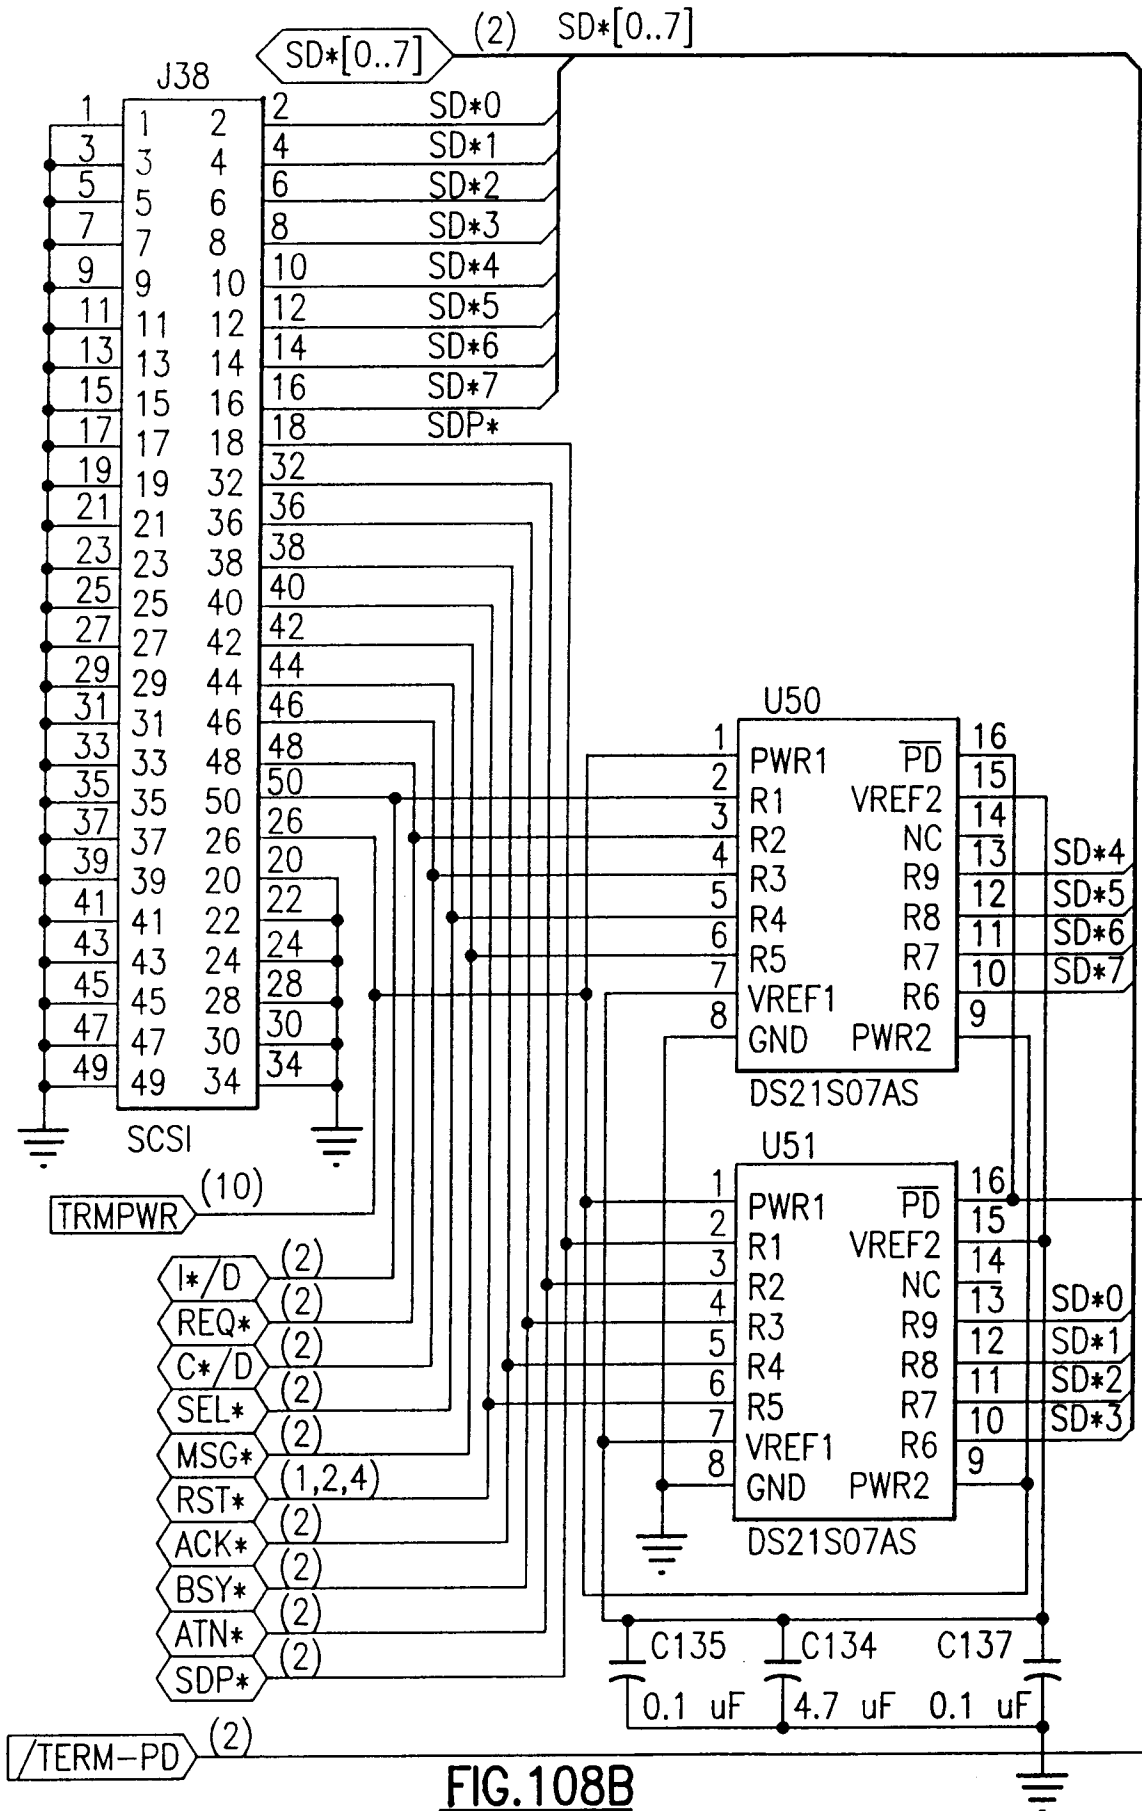 SD*[0..7] (2) SD*[0..7]
J38
1 1 2 2 SD*0
3 3 4 4 SD*1
5 5 6 6 SD*2
7 7 8 8 SD*3
9 9 10 10 SD*4
11 11 12 12 SD*5
13 13 14 14 SD*6
15 15 16 16 SD*7
17 17 18 18 SDP*
19 19 32 32
21 21 36 36
23 23 38 38
25 25 40 40
27 27 42 42
29 29 44 44
31 31 46 46
33 33 48 48
35 35 50 50
37 37 26 26
39 39 20 20
41 41 22 22
43 43 24 24
45 45 28 28
47 47 30 30
49 49 34 34
SCSI
U50
1 PWR1 PD 16
2 R1 VREF2 15
3 R2 NC 14
4 R3 R9 13 SD*4
5 R4 R8 12 SD*5
6 R5 R7 11 SD*6
7 VREF1 R6 10 SD*7
8 GND PWR2 9
DS21S07AS
U51
1 PWR1 PD 16
2 R1 VREF2 15
3 R2 NC 14
4 R3 R9 13 SD*0
5 R4 R8 12 SD*1
6 R5 R7 11 SD*2
7 VREF1 R6 10 SD*3
8 GND PWR2 9
DS21S07AS
TRMPWR (10)
I*/D (2)
REQ* (2)
C*/D (2)
SEL* (2)
MSG* (2)
RST* (1,2,4)
ACK* (2)
BSY* (2)
ATN* (2)
SDP* (2)
C135 C134 C137
0.1 uF 4.7 uF 0.1 uF
/TERM-PD (2)
FIG.108B